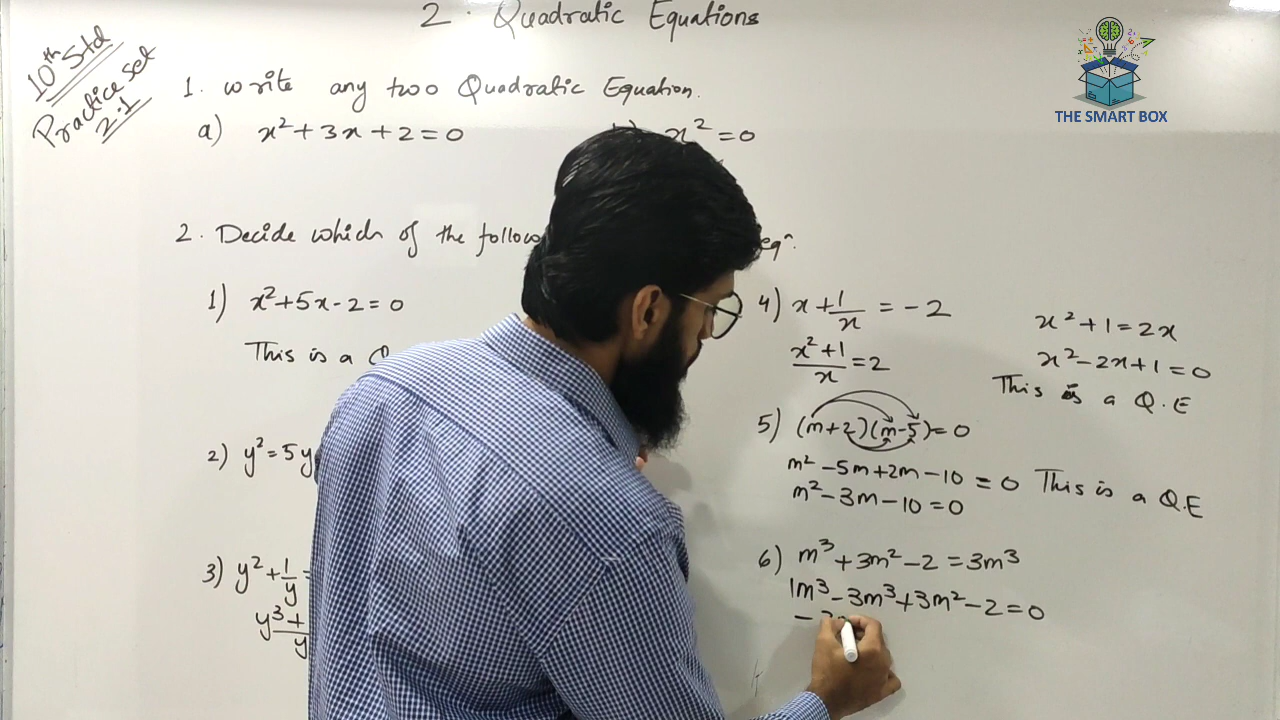 2. Quadratic Equations
10th Std
Practice Set
2.1
THE SMART BOX
1. Write any two Quadratic Equation.
a) x²+3x+2=0
x²=0
2. Decide which of the
eqⁿ.
1) x²+5x-2=0
This is a Q
2) y²=5y
3) y²+1/y=
y³+
y
4) x+1/x = -2
x²+1/x=2
x²+1=2x
x²-2x+1=0
This is a Q.E
5) (m+2)(m-5)=0
m²-5m+2m-10=0 This is a Q.E
m²-3m-10=0
6) m³+3m²-2=3m³
1m³-3m³+3m²-2=0